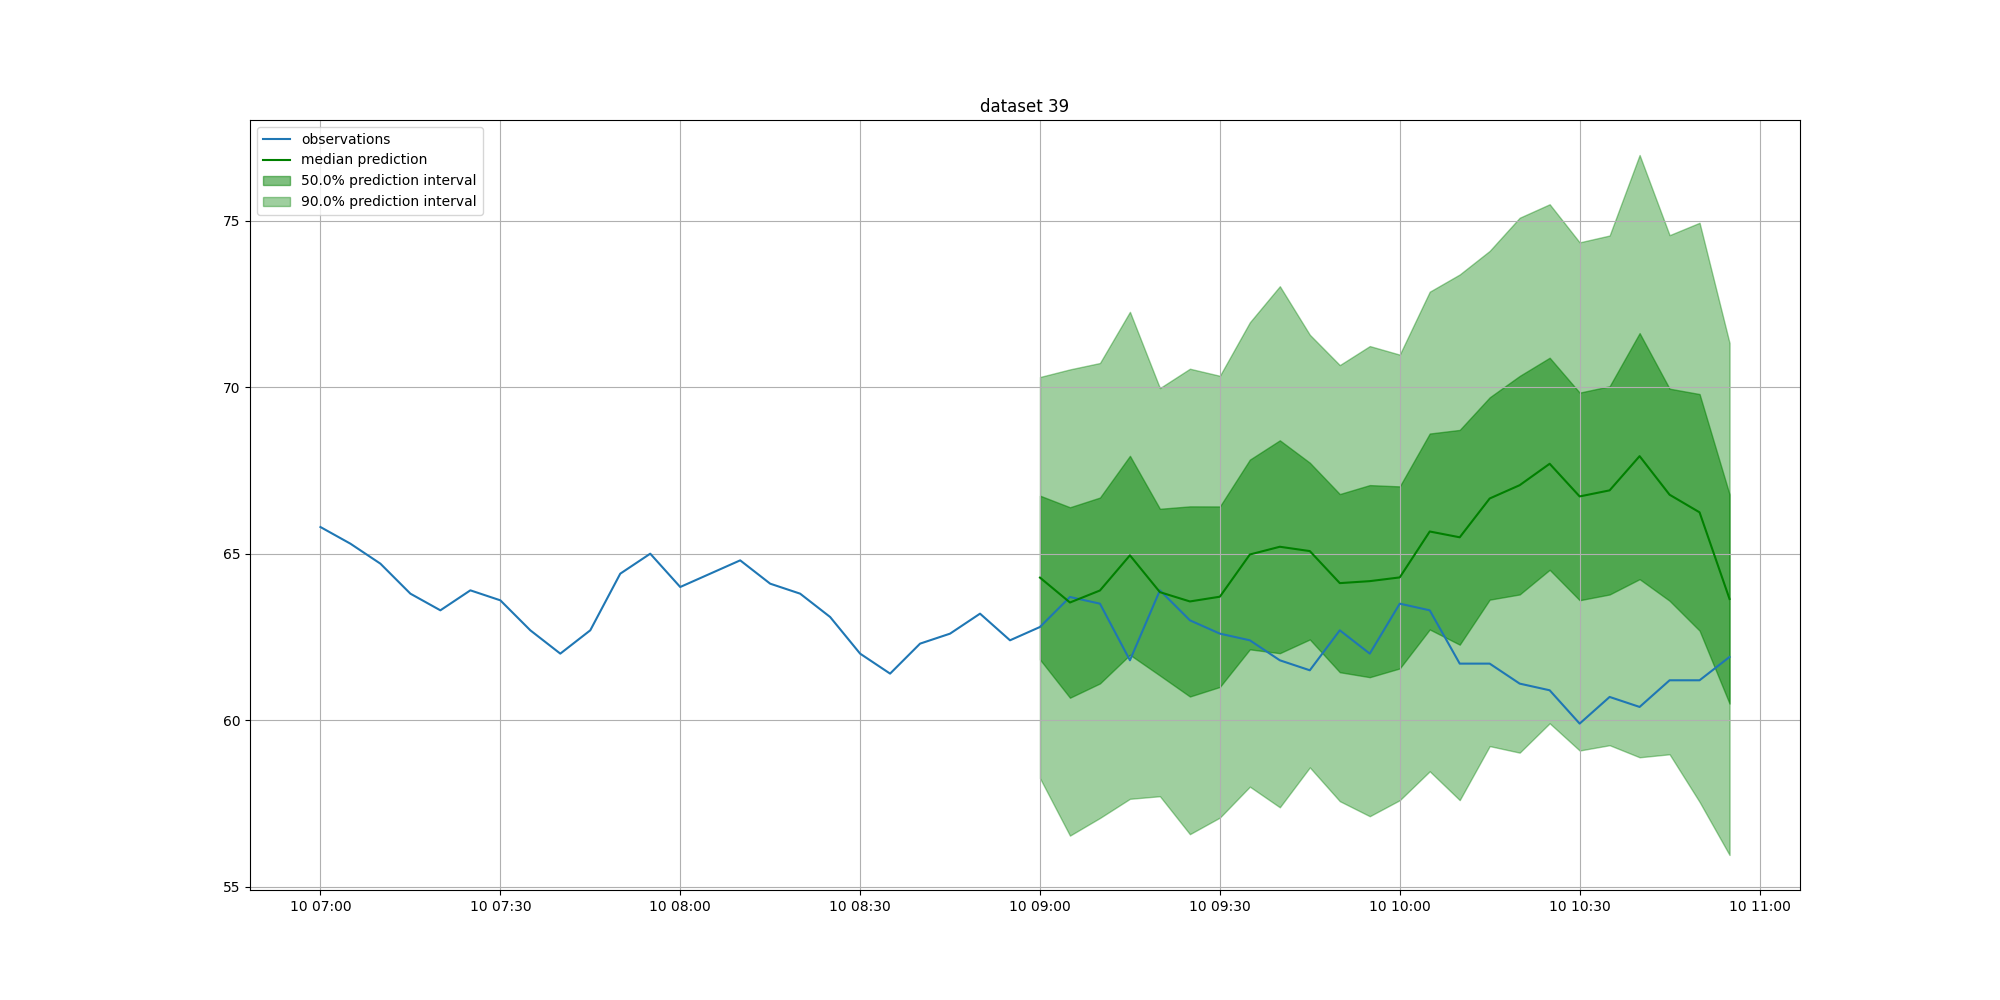 dataset 39
observations
median prediction
50.0% prediction interval
90.0% prediction interval
75
70
65
60
55
10 07:00 10 07:30 10 08:00 10 08:30 10 09:00 10 09:30 10 10:00 10 10:30 10 11:00